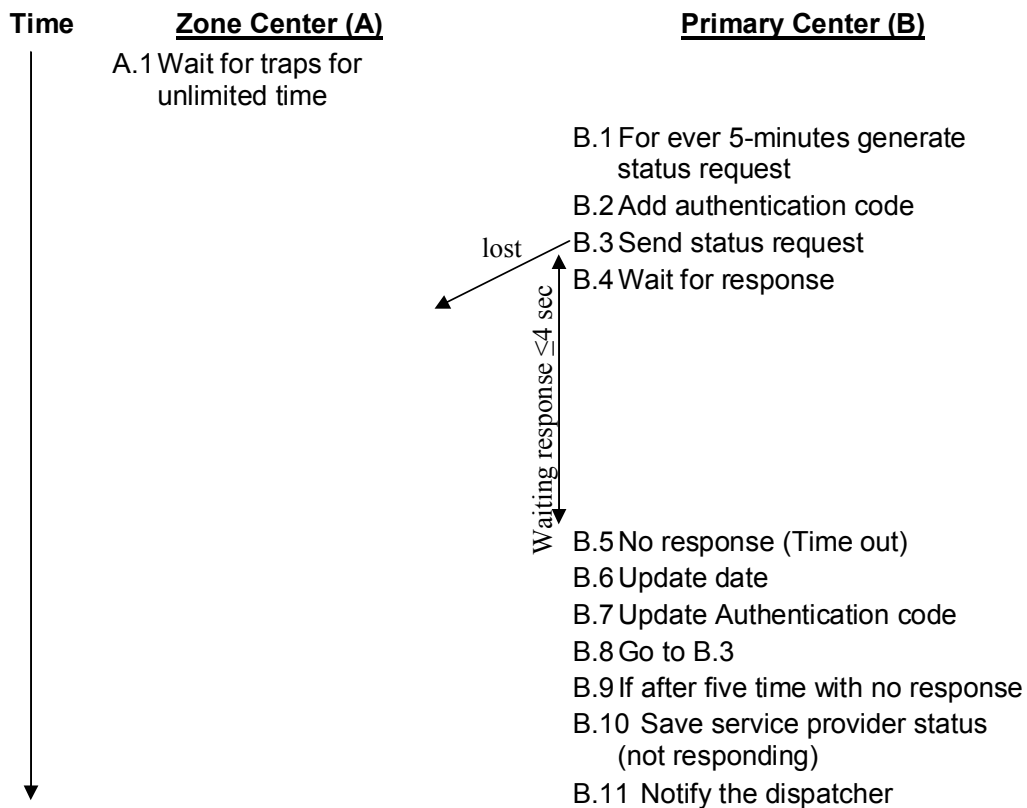 Time Zone Center (A) Primary Center (B)
A.1 Wait for traps for
unlimited time
B.1 For ever 5-minutes generate
status request
B.2 Add authentication code
lost
B.3 Send status request
B.4 Wait for response
Waiting response ≤4 sec
B.5 No response (Time out)
B.6 Update date
B.7 Update Authentication code
B.8 Go to B.3
B.9 If after five time with no response
B.10 Save service provider status
(not responding)
B.11 Notify the dispatcher